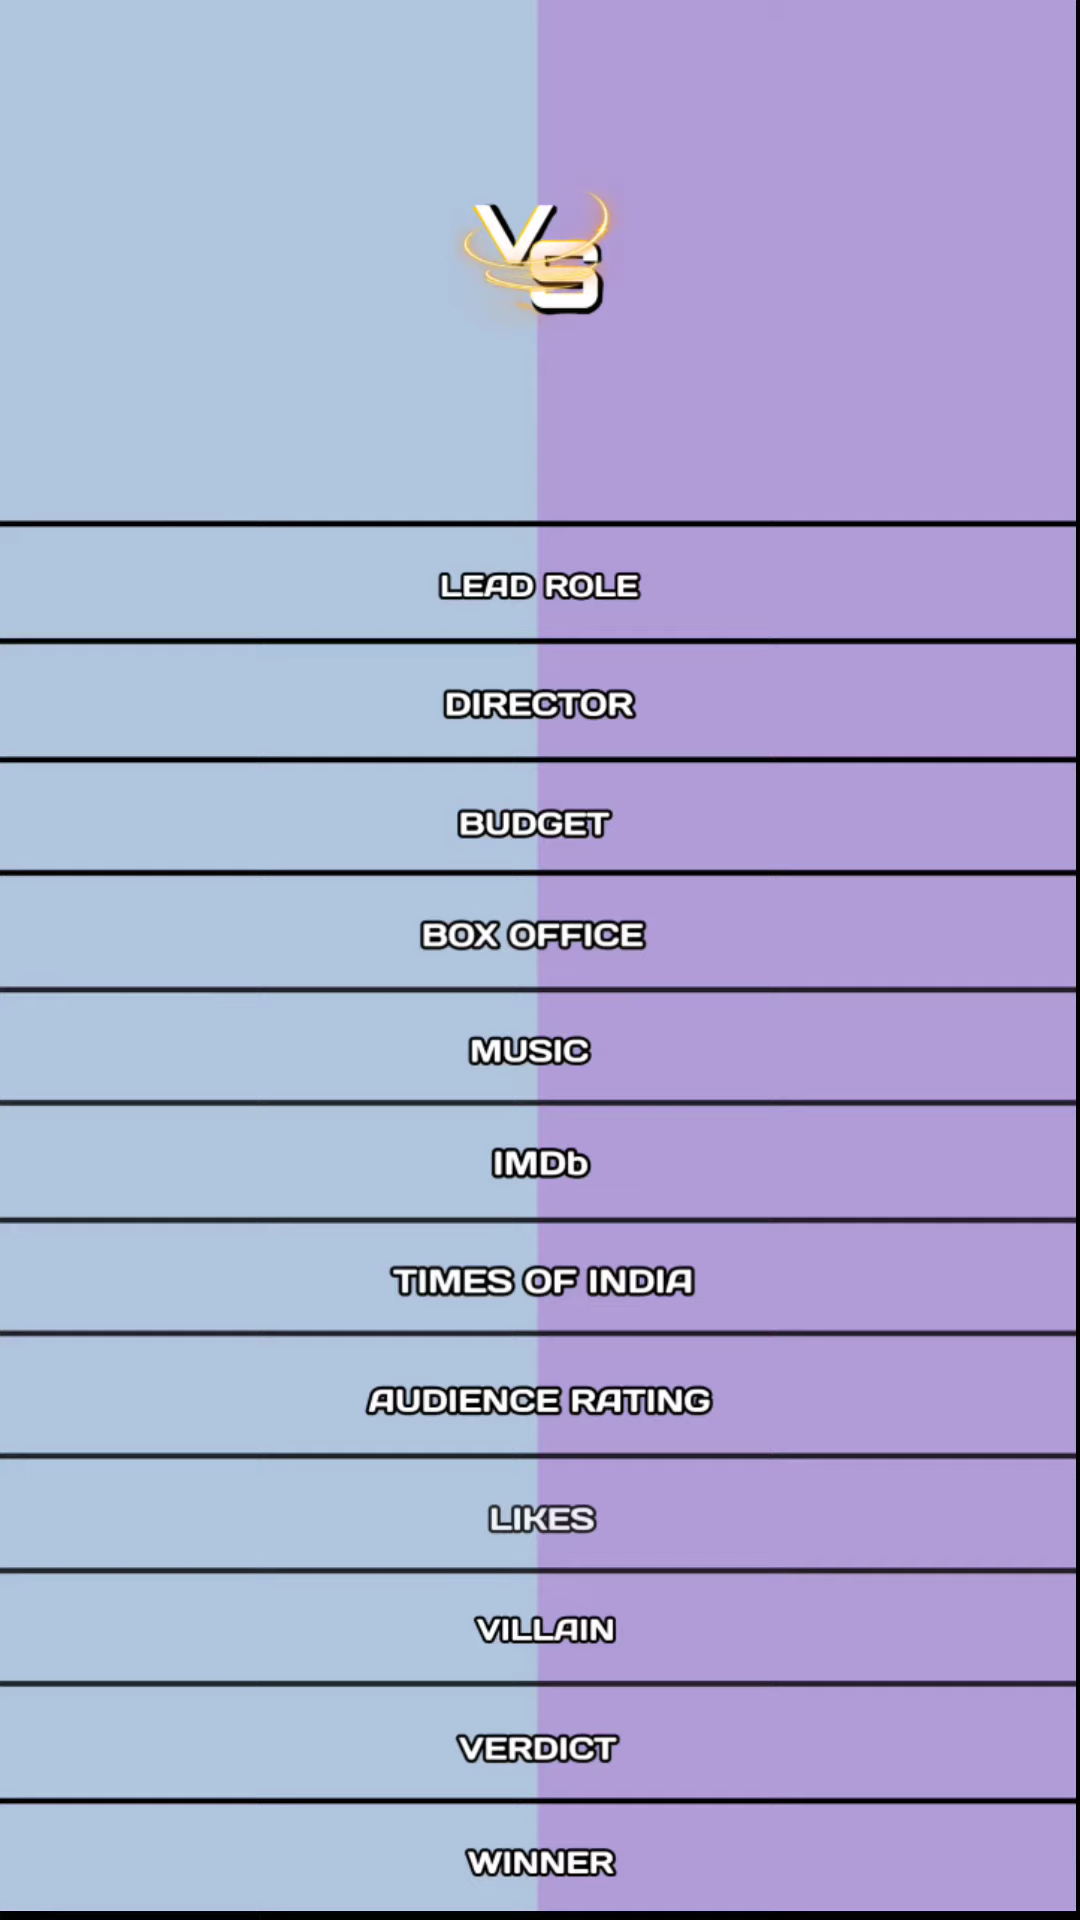 VS
LEAD ROLE
DIRECTOR
BUDGET
BOX OFFICE
MUSIC
IMDb
TIMES OF INDIA
AUDIENCE RATING
LIKES
VILLAIN
VERDICT
WINNER